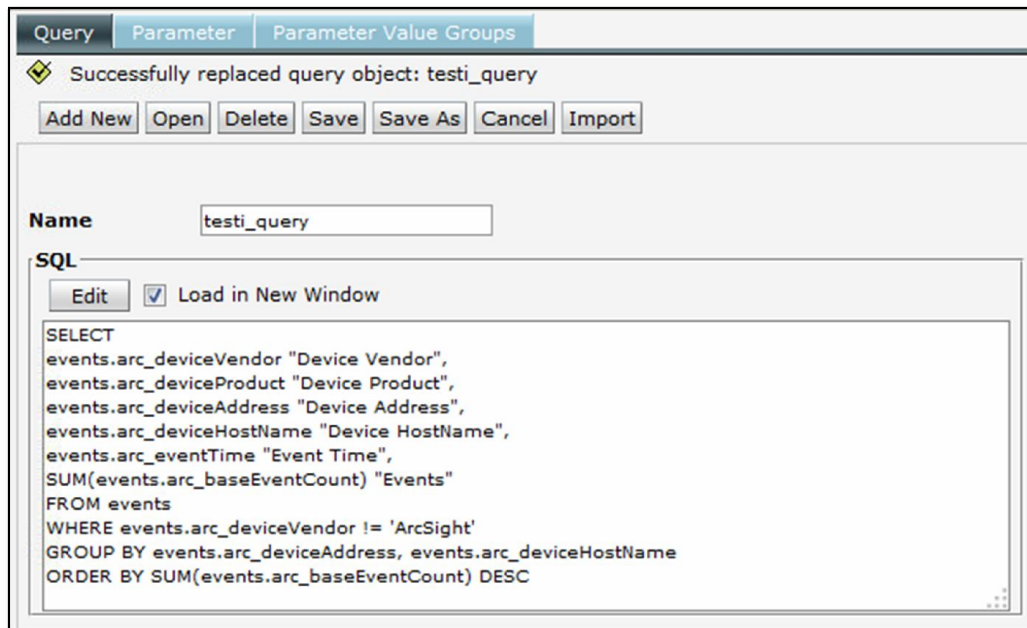 Query Parameter Parameter Value Groups
Successfully replaced query object: testi_query
Add New Open Delete Save Save As Cancel Import
Name testi_query
SQL
Edit Load in New Window
SELECT
events.arc_deviceVendor "Device Vendor",
events.arc_deviceProduct "Device Product",
events.arc_deviceAddress "Device Address",
events.arc_deviceHostName "Device HostName",
events.arc_eventTime "Event Time",
SUM(events.arc_baseEventCount) "Events"
FROM events
WHERE events.arc_deviceVendor != 'ArcSight'
GROUP BY events.arc_deviceAddress, events.arc_deviceHostName
ORDER BY SUM(events.arc_baseEventCount) DESC